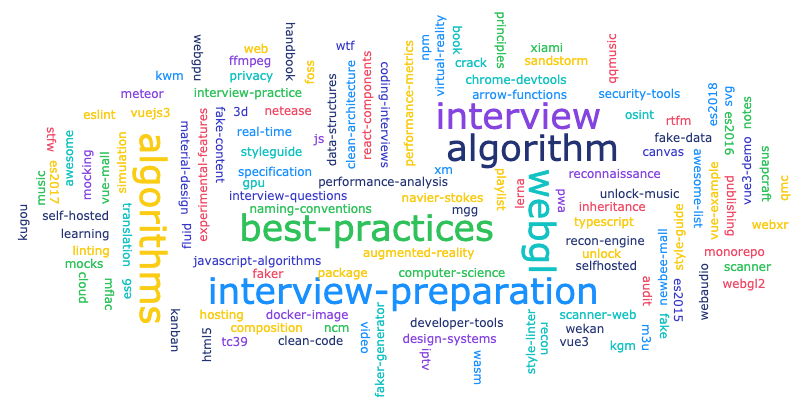 interview
algorithm
algorithms
webgl
best-practices
interview-preparation
web
ffmpeg
webgpu
handbook
wtf
kwm
privacy
foss
meteor
interview-practice
eslint
vuejs3
fake-content
3d
netease
real-time
js
styleguide
specification
gpu
interview-questions
naming-conventions
data-structures
clean-architecture
react-components
coding-interviews
performance-metrics
npm
virtual-reality
book
crack
principles
xiami
sandstorm
qqmusic
chrome-devtools
arrow-functions
security-tools
osint
rtfm
es2018
svg
es2016
notes
fake-data
canvas
vue3-demo
snapcraft
qmc
reconnaissance
awesome-list
vue-example
publishing
webxr
unlock-music
inheritance
typescript
style-guide
recon-engine
newbee-mall
unlock
selfhosted
monorepo
scanner
webgl2
webaudio
audit
es2015
fake
m3u
scanner-web
wekan
vue3
kgm
recon
style-linter
pwa
lerna
playlist
xm
performance-analysis
navier-stokes
mgg
augmented-reality
computer-science
package
faker
javascript-algorithms
hosting
docker-image
composition
ncm
tc39
clean-code
html5
kanban
video
faker-generator
developer-tools
design-systems
iptv
wasm
stfw
awesome
es2017
music
mocking
vue-mall
simulation
material-design
experimental-features
fluid
kugou
self-hosted
learning
linting
mocks
translation
es6
pholcid
mflac